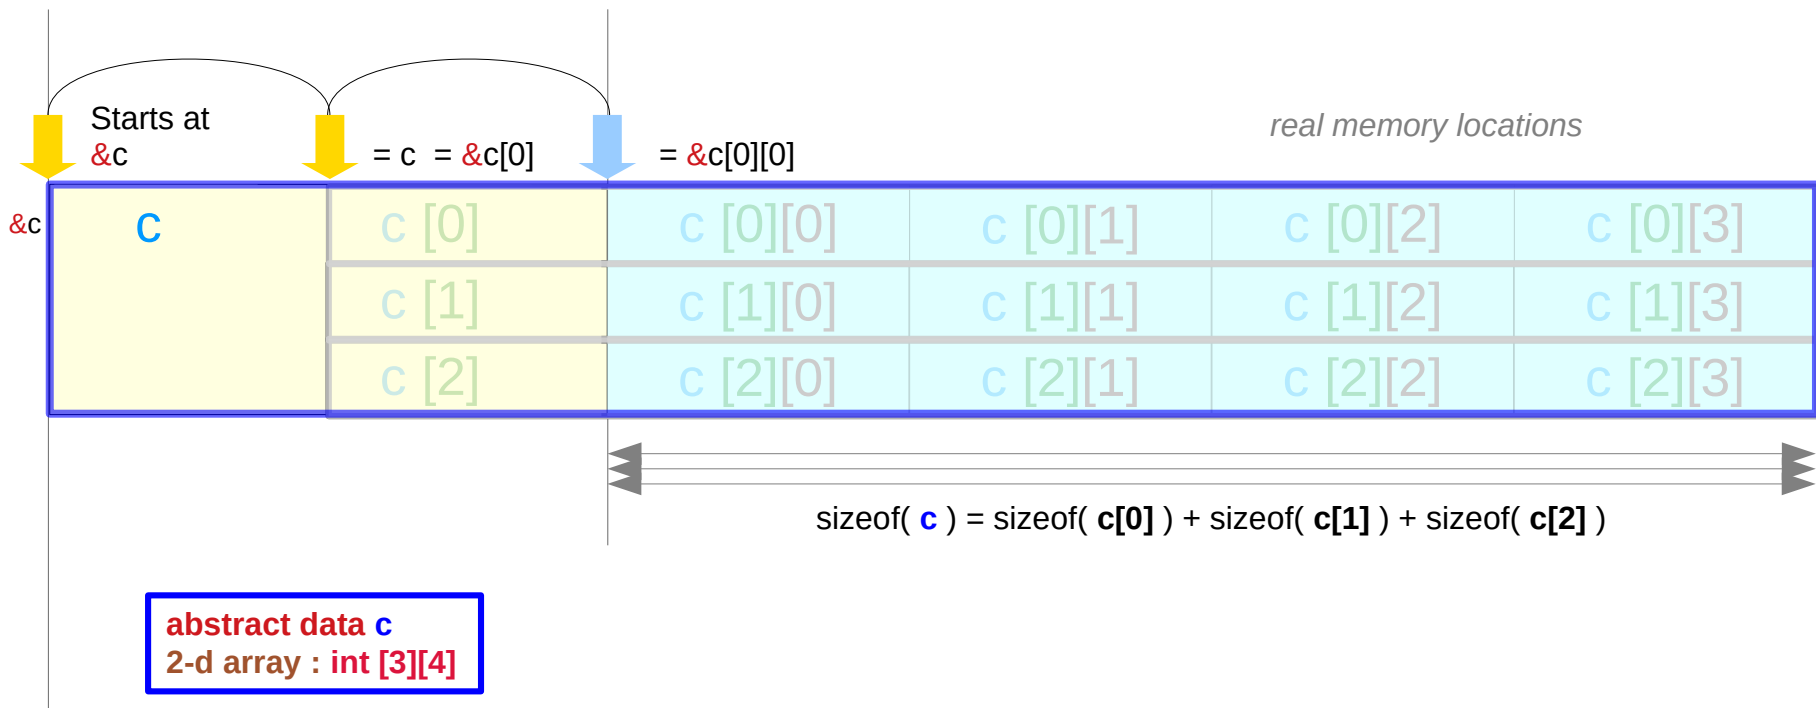 Starts at
&c
= c = &c[0]
= &c[0][0]
real memory locations
&c
c
c [0]
c [0][0]
c [0][1]
c [0][2]
c [0][3]
c [1]
c [1][0]
c [1][1]
c [1][2]
c [1][3]
c [2]
c [2][0]
c [2][1]
c [2][2]
c [2][3]
sizeof( c ) = sizeof( c[0] ) + sizeof( c[1] ) + sizeof( c[2] )
abstract data c
2-d array : int [3][4]